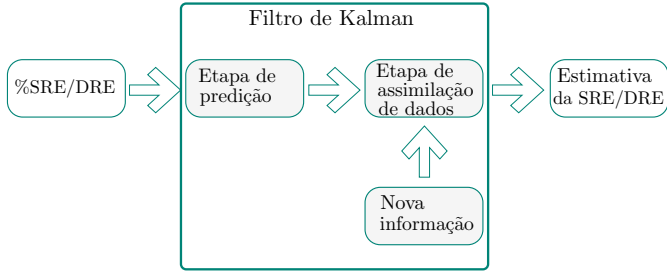 Filtro de Kalman
%SRE/DRE
Etapa de
predição
Etapa de
assimilação
de dados
Estimativa
da SRE/DRE
Nova
informação